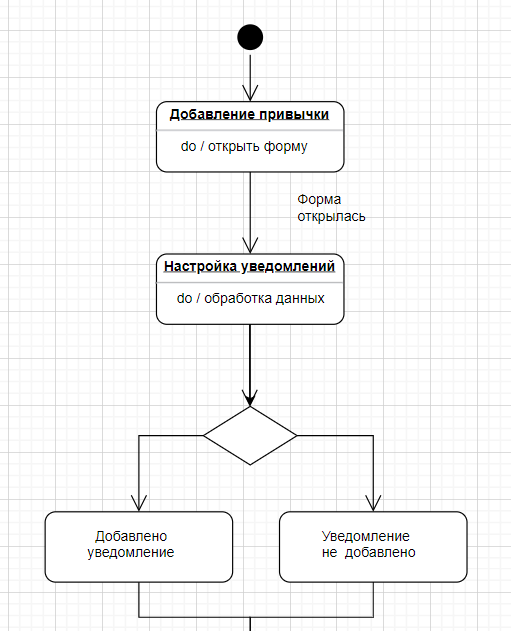 Добавление привычки
do / открыть форму
Форма
открылась
Настройка уведомлений
do / обработка данных
Добавлено
уведомление
Уведомление
не добавлено